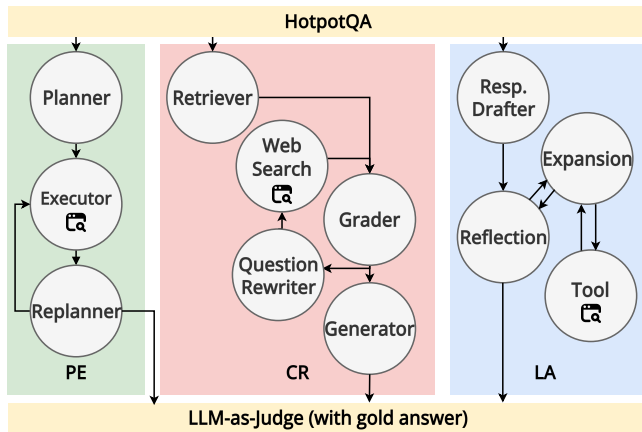 HotpotQA
Planner
Executor
Replanner
PE
Retriever
Web
Search
Grader
Question
Rewriter
Generator
CR
Resp.
Drafter
Expansion
Reflection
Tool
LA
LLM-as-Judge (with gold answer)